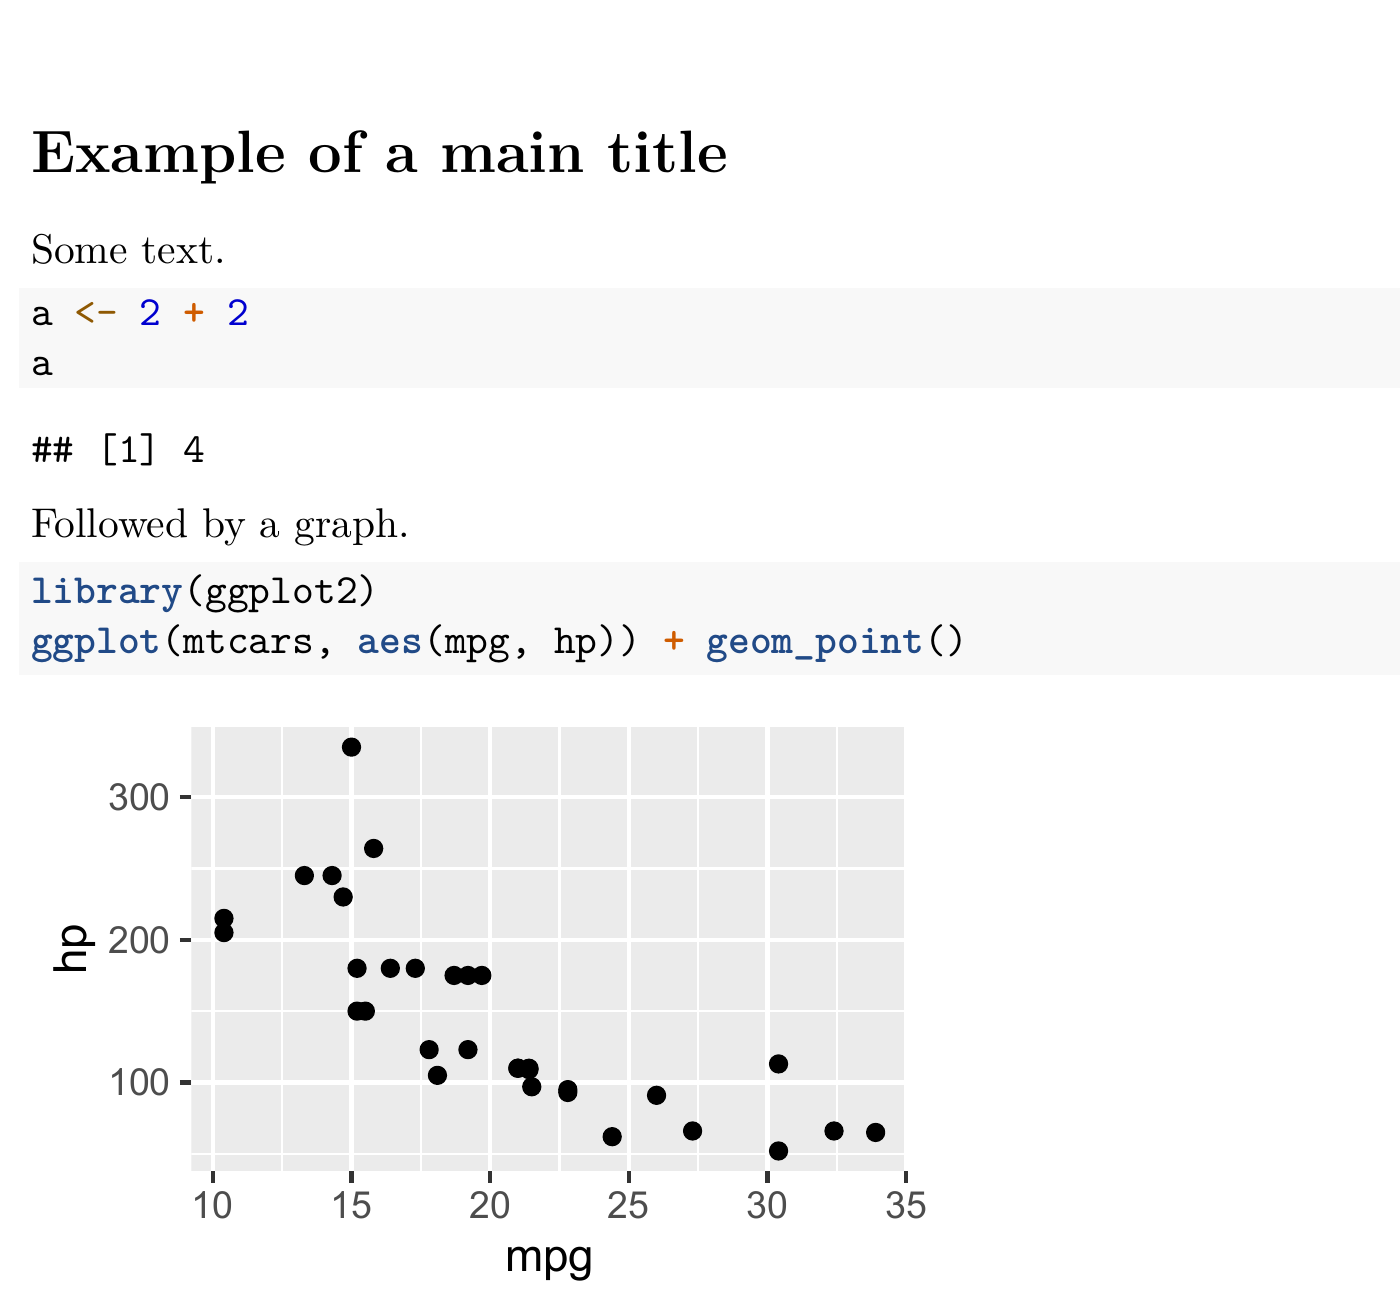 Example of a main title
Some text.
a <- 2 + 2
a
## [1] 4
Followed by a graph.
library(ggplot2)
ggplot(mtcars, aes(mpg, hp)) + geom_point()
300
200
100
hp
10 15 20 25 30 35
mpg